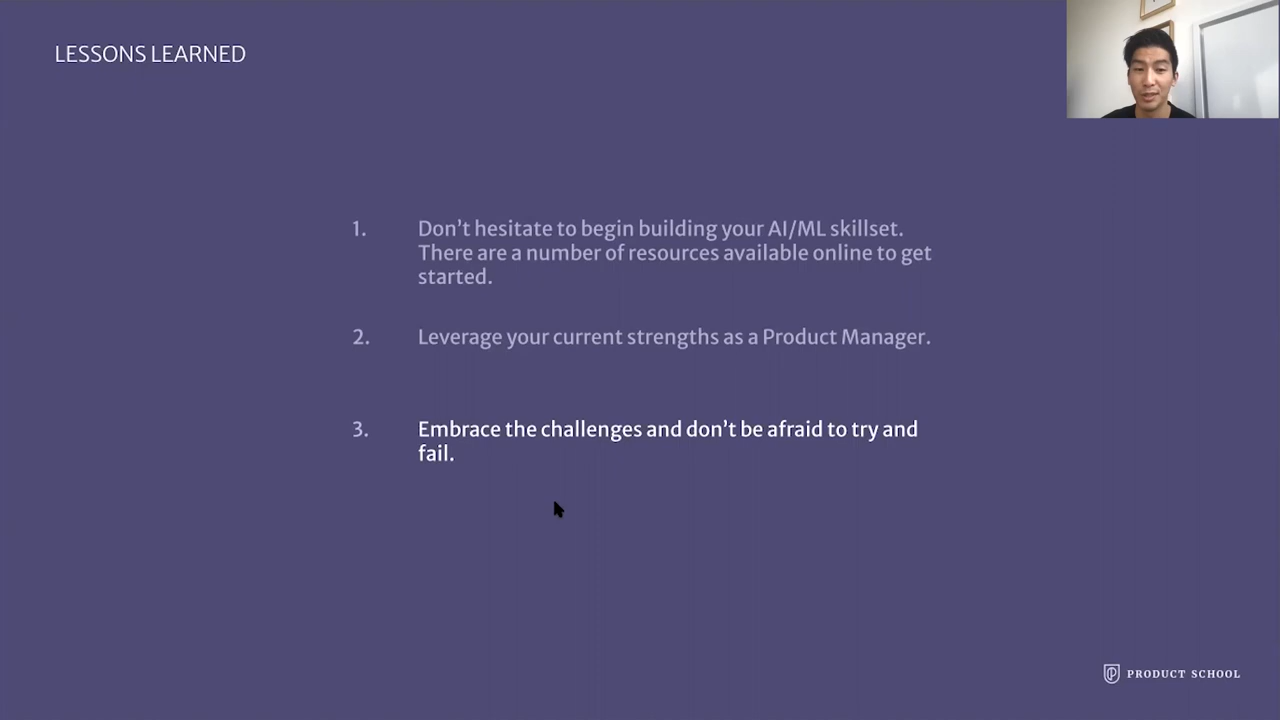 LESSONS LEARNED
1. Don’t hesitate to begin building your AI/ML skillset.
There are a number of resources available online to get
started.
2. Leverage your current strengths as a Product Manager.
3. Embrace the challenges and don’t be afraid to try and
fail.
PRODUCT SCHOOL